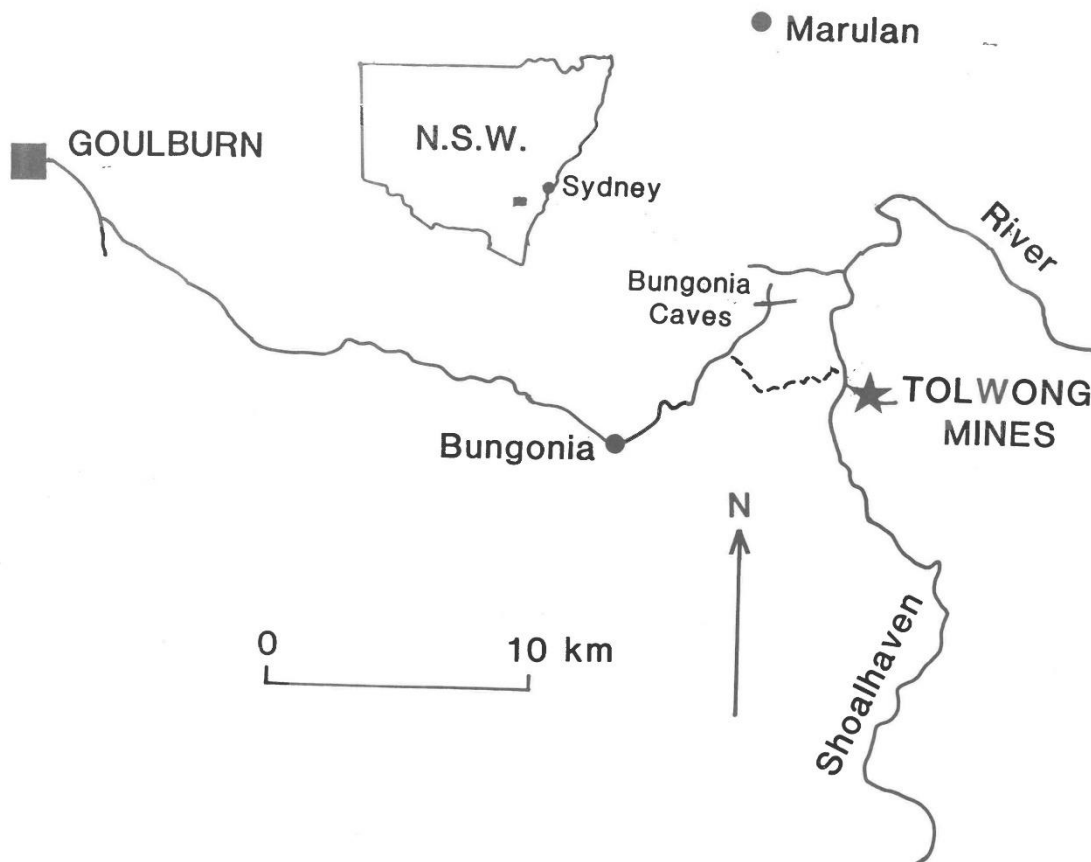 Marulan
GOULBURN
N.S.W.
Sydney
River
Bungonia
Caves
TOLWONG
MINES
Bungonia
N
0 10 km
Shoalhaven